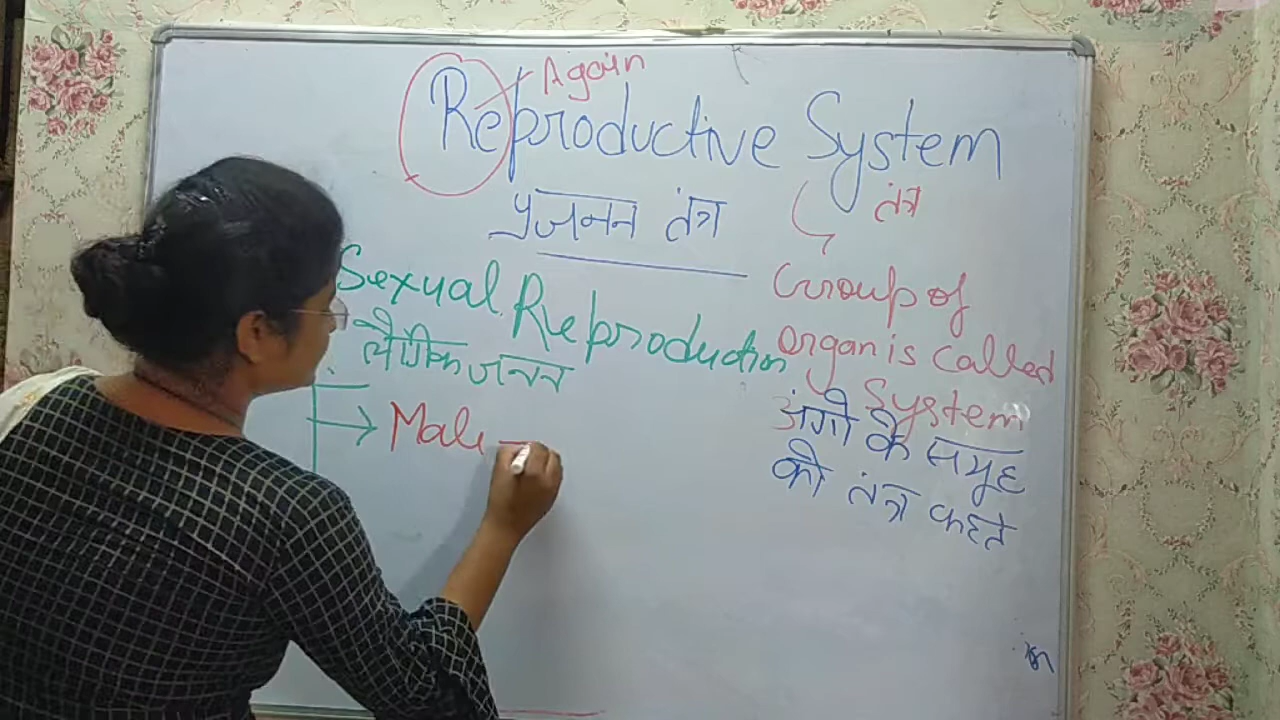 Again
Reproductive System
प्रजनन तंत्र
तंत्र
Sexual Reproduction
लैंगिक जनन
Male
Group of
organ is called
System
अंगों के समूह
को तंत्र कहते